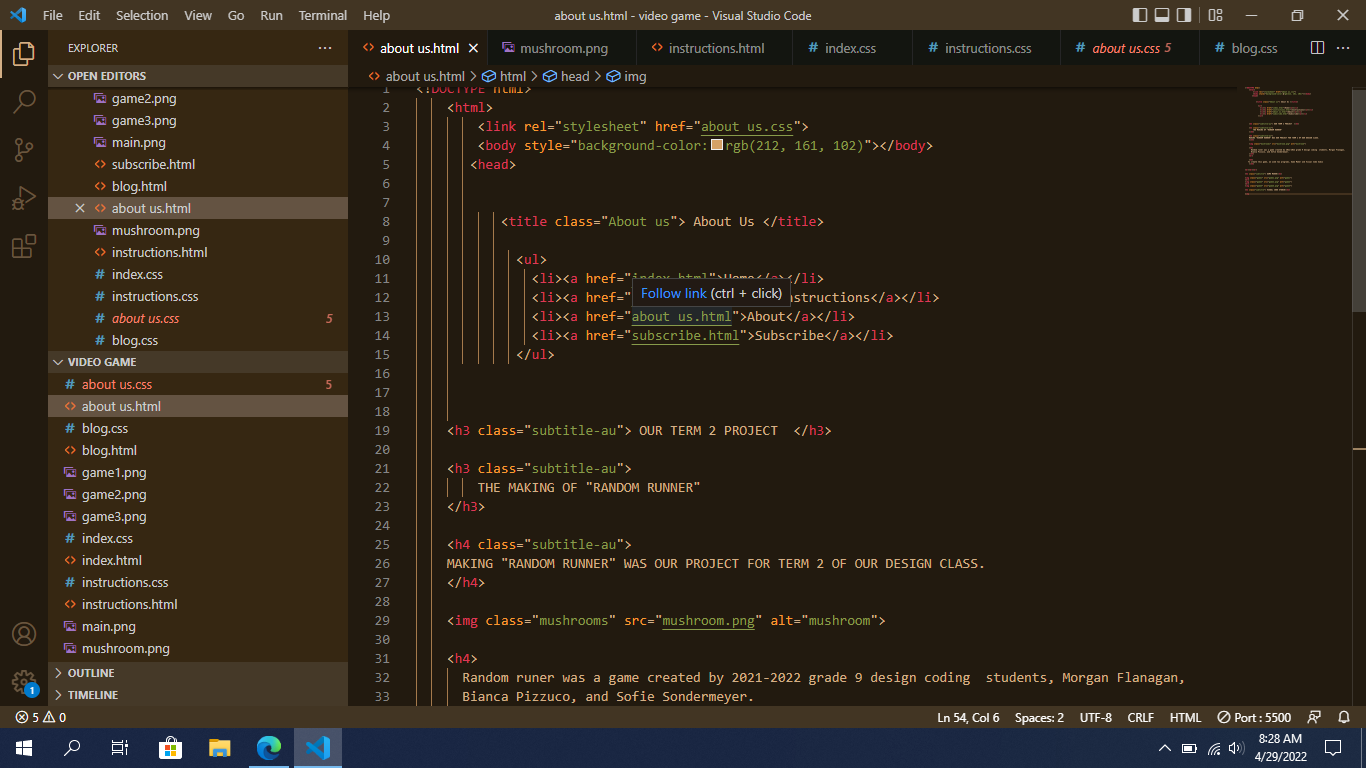 File Edit Selection View Go Run Terminal Help about us.html - video game - Visual Studio Code
EXPLORER
OPEN EDITORS
game2.png
game3.png
main.png
subscribe.html
blog.html
about us.html
mushroom.png
instructions.html
index.css
instructions.css
about us.css 5
blog.css
VIDEO GAME
about us.css 5
about us.html
blog.css
blog.html
game1.png
game2.png
game3.png
index.css
index.html
instructions.css
instructions.html
main.png
mushroom.png
OUTLINE
TIMELINE
about us.html mushroom.png instructions.html index.css instructions.css about us.css 5 blog.css
about us.html > html > head > img
1 <!DOCTYPE html>
2 <html>
3 <link rel="stylesheet" href="about us.css">
4 <body style="background-color: rgb(212, 161, 102)"></body>
5 <head>
6
7
8 <title class="About us"> About Us </title>
9
10 <ul>
11 <li><a href="index.html">Home</a></li>
12 <li><a href=" nstructions</a></li>
Follow link (ctrl + click)
13 <li><a href="about us.html">About</a></li>
14 <li><a href="subscribe.html">Subscribe</a></li>
15 </ul>
16
17
18
19 <h3 class="subtitle-au"> OUR TERM 2 PROJECT </h3>
20
21 <h3 class="subtitle-au">
22 THE MAKING OF "RANDOM RUNNER"
23 </h3>
24
25 <h4 class="subtitle-au">
26 MAKING "RANDOM RUNNER" WAS OUR PROJECT FOR TERM 2 OF OUR DESIGN CLASS.
27 </h4>
28
29 <img class="mushrooms" src="mushroom.png" alt="mushroom">
30
31 <h4>
32 Random runer was a game created by 2021-2022 grade 9 design coding students, Morgan Flanagan,
33 Bianca Pizzuco, and Sofie Sondermeyer.
1
5 0 Ln 54, Col 6 Spaces: 2 UTF-8 CRLF HTML Port : 5500
8:28 AM
4/29/2022